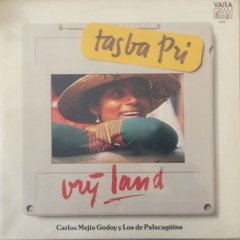 VARA
GRAM
tasba Pri
vrij land
Carlos Mejía Godoy y Los de Palacagüina